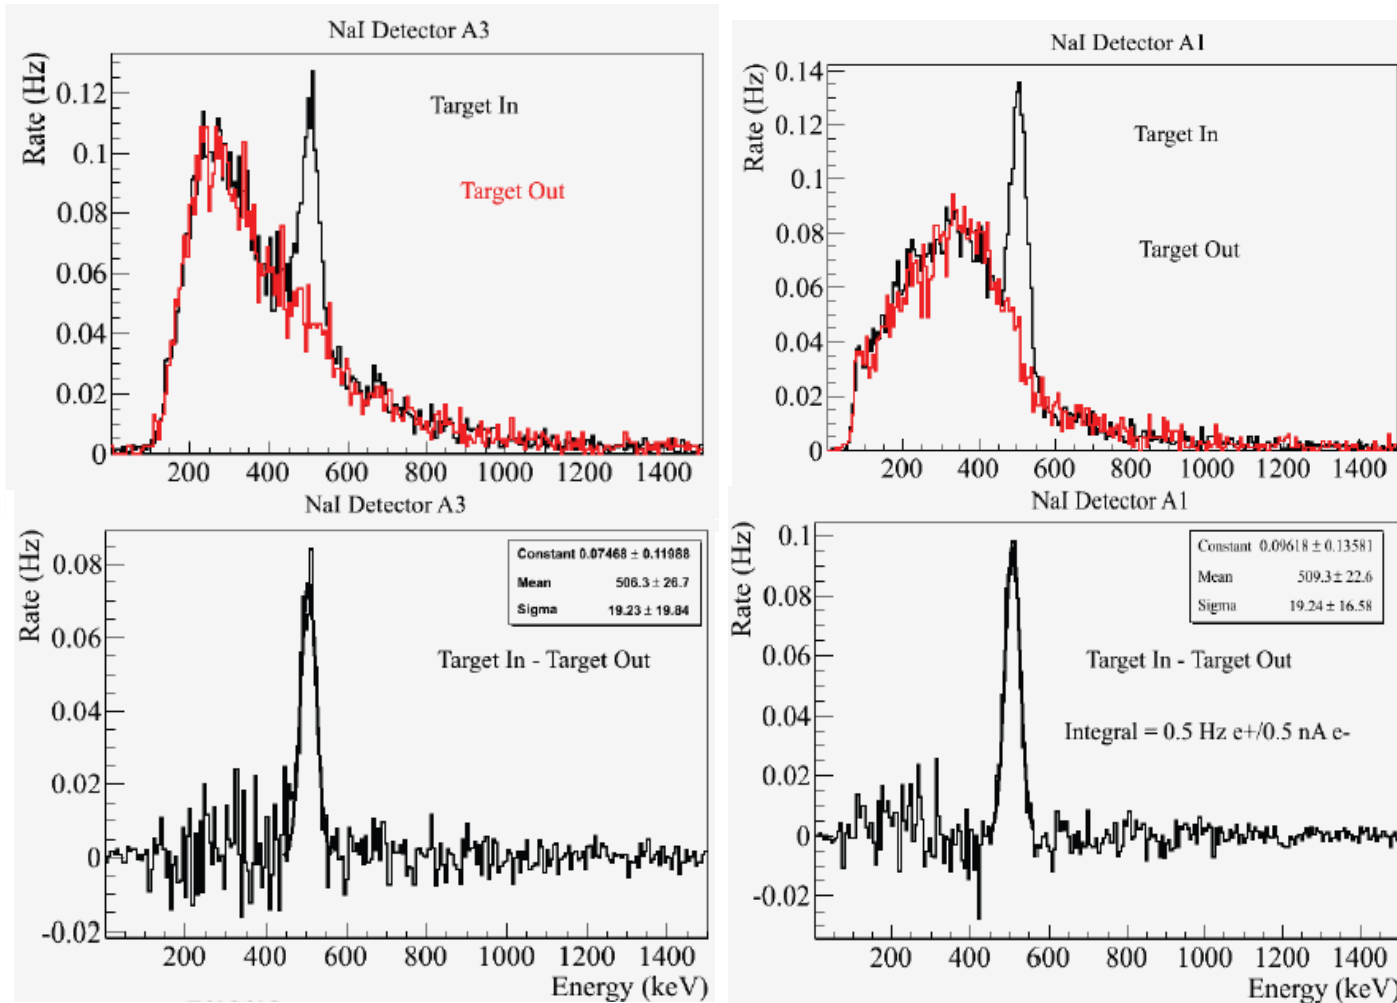 NaI Detector A3
Rate (Hz)
0.12
0.1
0.08
0.06
0.04
0.02
0
Target In
Target Out
200 400 600 800 1000 1200 1400
NaI Detector A1
Rate (Hz)
0.14
0.12
0.1
0.08
0.06
0.04
0.02
0
Target In
Target Out
200 400 600 800 1000 1200 1400
NaI Detector A3
Rate (Hz)
0.08
0.06
0.04
0.02
0
-0.02
Constant 0.07468 ± 0.11988
Mean 506.3 ± 26.7
Sigma 19.23 ± 19.84
Target In - Target Out
200 400 600 800 1000 1200 1400
Energy (keV)
NaI Detector A1
Rate (Hz)
0.1
0.08
0.06
0.04
0.02
0
-0.02
Constant 0.09618 ± 0.13581
Mean 509.3 ± 22.6
Sigma 19.24 ± 16.58
Target In - Target Out
Integral = 0.5 Hz e+/0.5 nA e-
200 400 600 800 1000 1200 1400
Energy (keV)